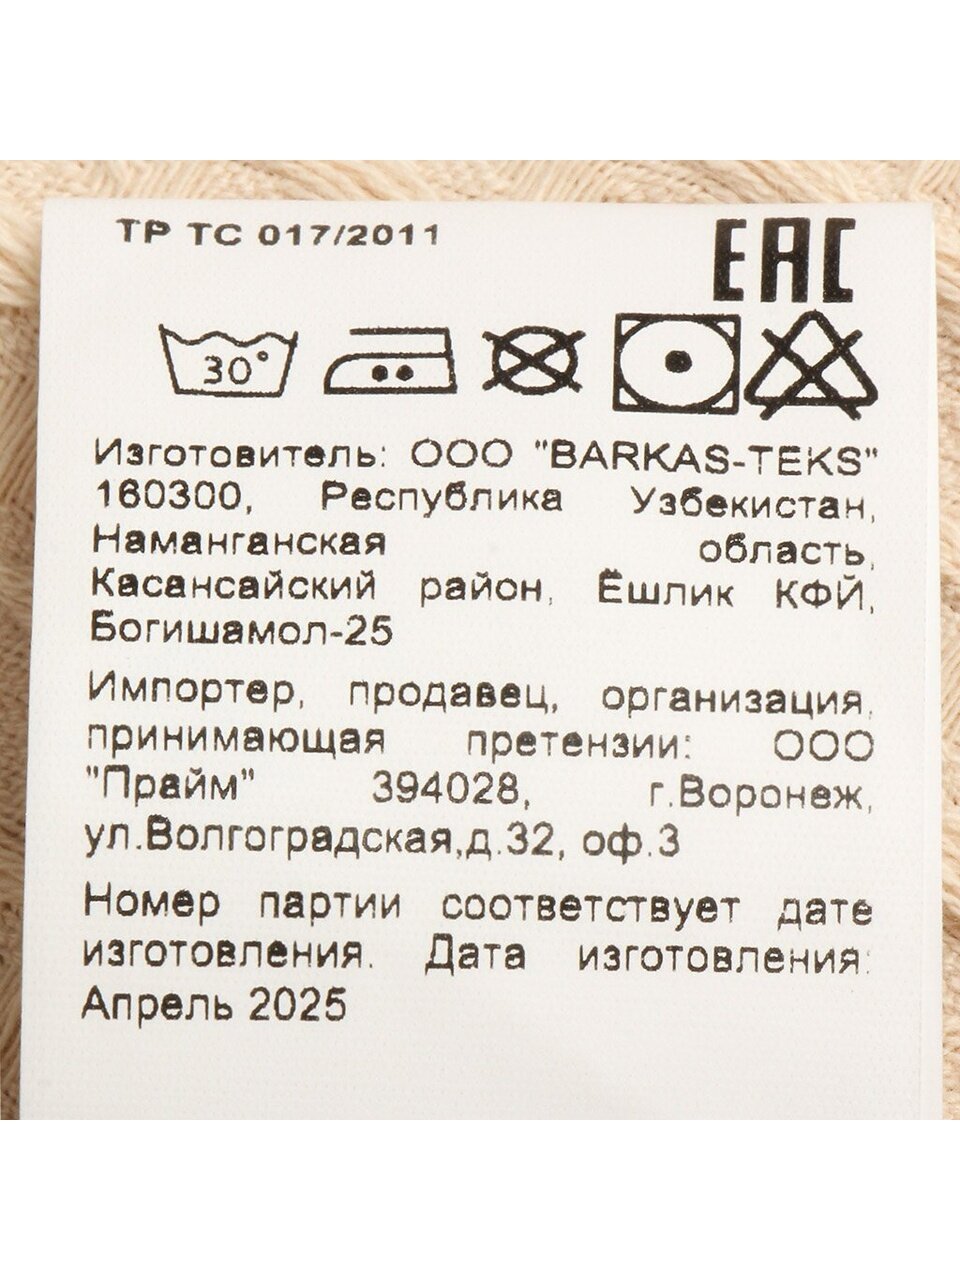 ТР ТС 017/2011
ЕАС
30°
Изготовитель: ООО "BARKAS-TEKS"
160300, Республика Узбекистан,
Наманганская область,
Касансайский район, Ёшлик КФЙ,
Богишамол-25
Импортер, продавец, организация,
принимающая претензии: ООО
"Прайм" 394028, г.Воронеж,
ул.Волгоградская,д.32, оф.3
Номер партии соответствует дате
изготовления. Дата изготовления:
Апрель 2025